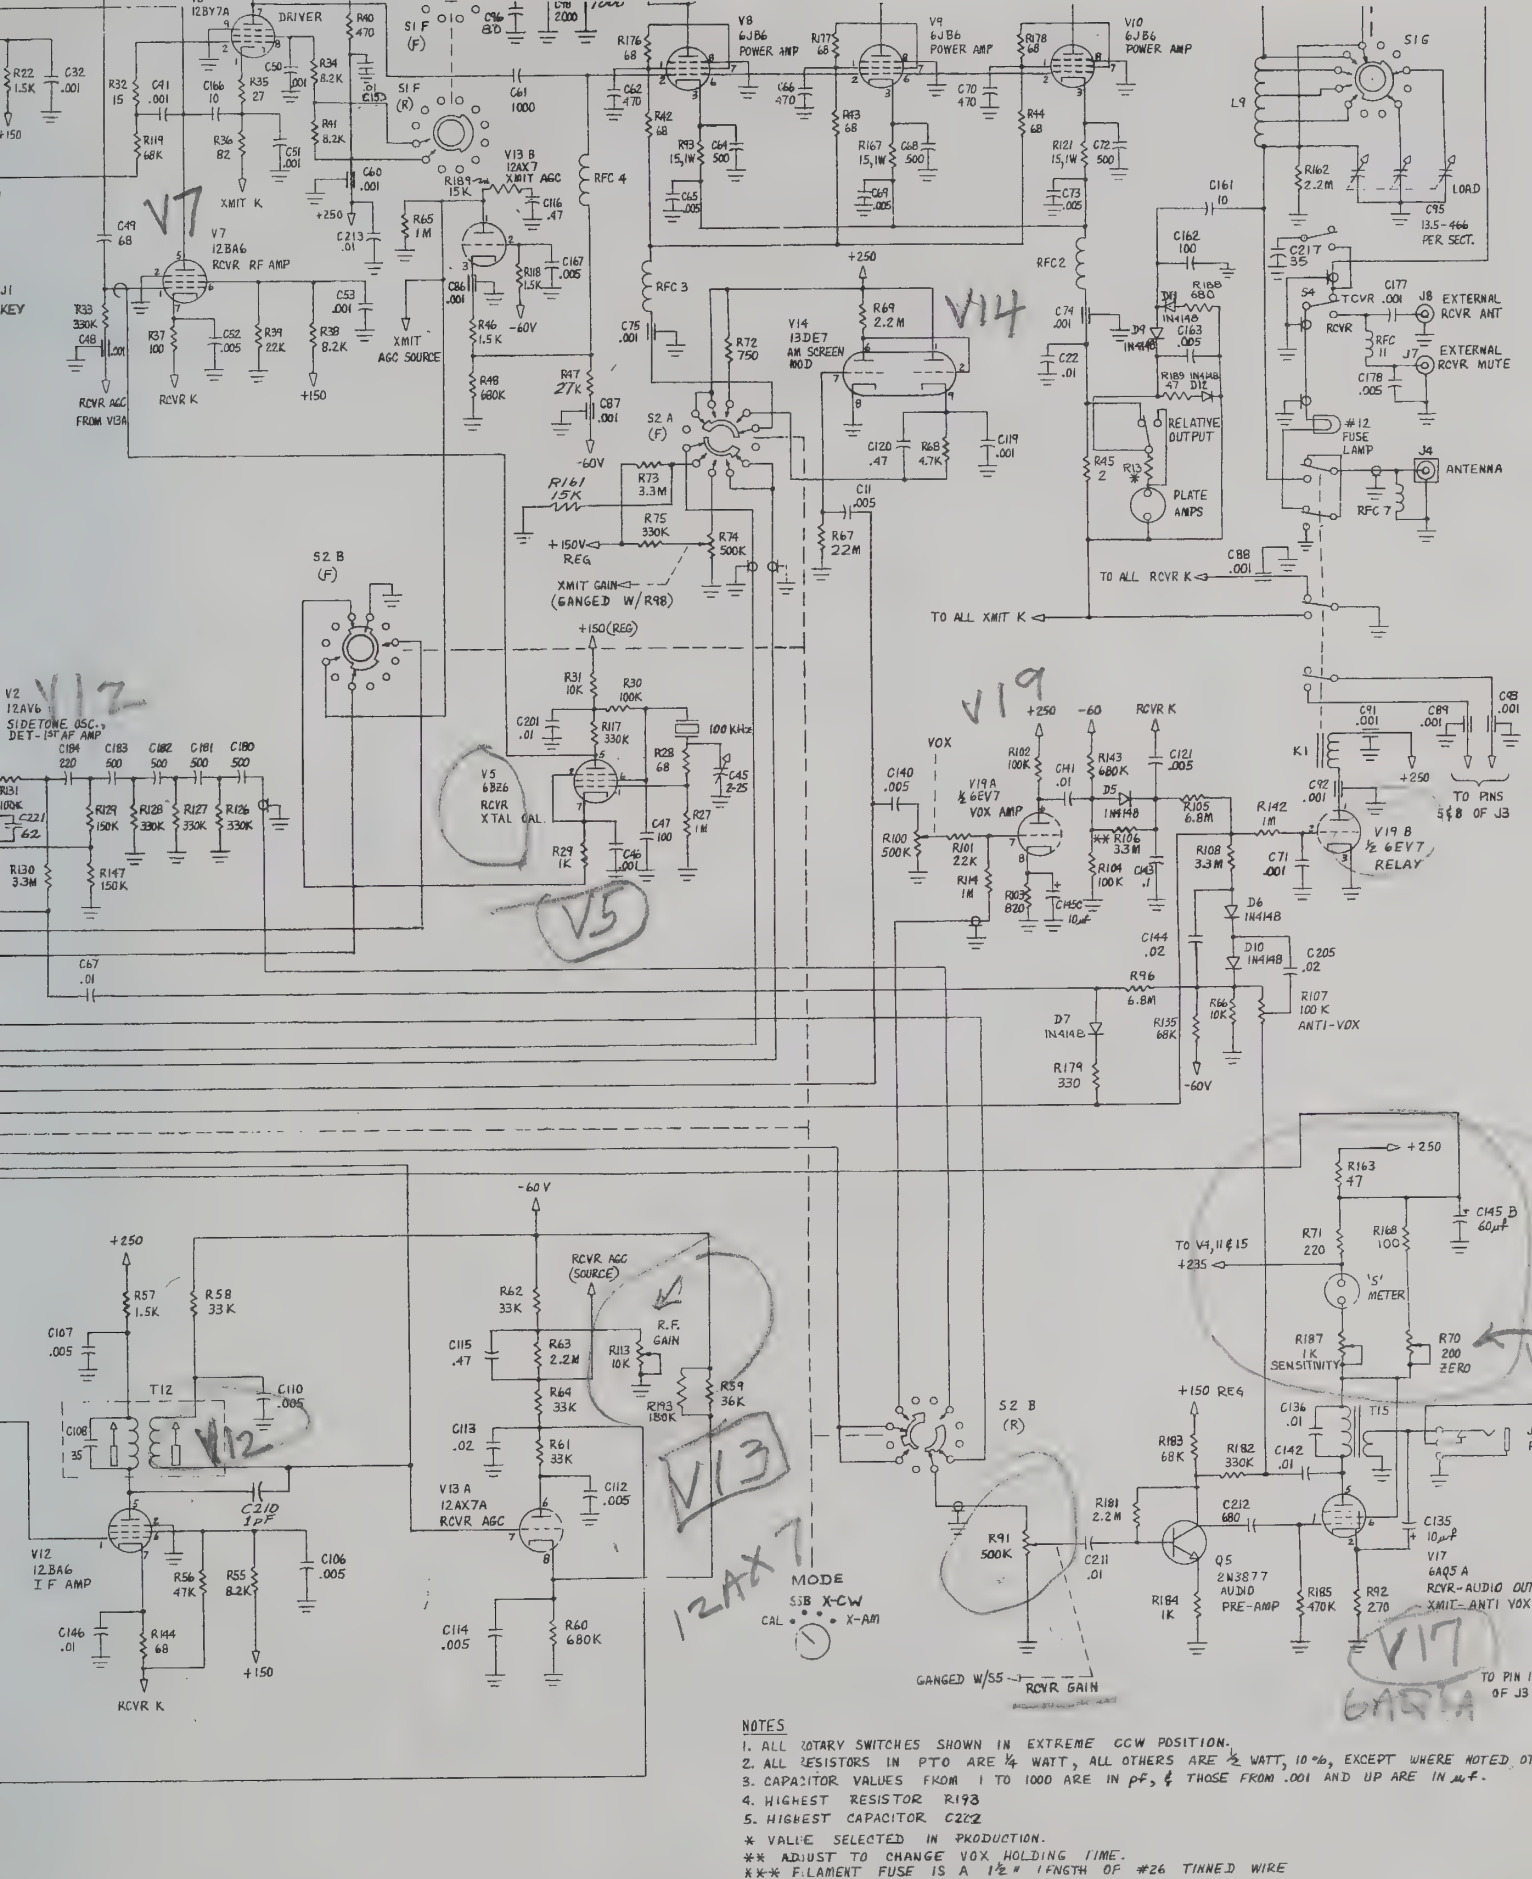 12BY7A
DRIVER
R22
1.5K
C32
.001
+150
R32
15
C41
.001
C166
10
R35
27
C50
.001
R34
8.2K
R40
470
.01
S1F
(F)
C96
80
2000
S1F
(R)
R119
68K
R36
82
C51
.001
R41
8.2K
C60
.001
XMIT K
+250
C213
.01
C61
1000
V13 B
12AX7
XMIT AGC
R189
15K
C116
.47
R65
1M
RFC 4
V7
C49
68
V7
12BA6
RCVR RF AMP
J1
KEY
R33
330K
C48
.001
R37
100
C52
.005
R39
22K
R38
8.2K
C53
.001
RCVR AGC
FROM V13A
RCVR K
+150
XMIT
AGC SOURCE
C86
.001
R118
1.5K
C167
.005
-60V
R46
1.5K
R48
680K
R47
27K
C87
.001
-60V
V8
6JB6
POWER AMP
R176
68
C62
470
R42
68
R93
15,1W
C64
500
C65
.005
V9
6JB6
POWER AMP
R177
68
C66
470
R43
68
R167
15,1W
C68
500
C69
.005
V10
6JB6
POWER AMP
R178
68
C70
470
R44
68
R121
15,1W
C72
500
C73
.005
S1G
L9
R162
2.2M
LOAD
C95
13.5-466
PER SECT.
C161
10
C162
100
R188
680
D11
1N4148
C163
.005
D9
1N4148
R189
47
1N4148
D12
C217
35
S4
TCVR
RCVR
C177
.001
J8
EXTERNAL
RCVR ANT
RFC
11
J7
EXTERNAL
RCVR MUTE
C178
.005
#12
FUSE
LAMP
J4
ANTENNA
RFC 7
RFC 3
C75
.001
R72
750
+250
R69
2.2M
V14
13DE7
AM SCREEN
MOD
V14
RFC2
C74
.001
C22
.01
RELATIVE
OUTPUT
R45
2
R13
*
PLATE
AMPS
S2 A
(F)
C120
.47
R68
4.7K
C119
.001
C11
.005
R67
22M
R73
3.3M
R161
15K
R75
330K
+150V
REG
R74
500K
XMIT GAIN
(GANGED W/R98)
C88
.001
TO ALL RCVR K
TO ALL XMIT K
S2 B
(F)
+150(REG)
R31
10K
R30
100K
C201
.01
R117
330K
100 KHz
R28
68
C45
2-25
V5
6BZ6
RCVR
XTAL CAL.
R29
1K
C46
.001
C47
100
R27
1M
V5
V2
12AV6
SIDETONE OSC.,
DET-1ST AF AMP
V12
C184
220
C183
500
C182
500
C181
500
C180
500
R131
100K
C221
62
R129
150K
R128
330K
R127
330K
R126
330K
R130
3.3M
R147
150K
C67
.01
V19
VOX
+250
-60
RCVR K
C140
.005
R100
500K
R101
22K
R114
1M
V19A
½ 6EV7
VOX AMP
R102
100K
C141
.01
R143
680K
C121
.005
D5
1N4148
** R106
3.3M
R104
100K
C143
.1
R103
820
C145C
10µf
R105
6.8M
R142
1M
R108
3.3M
C71
.001
V19 B
½ 6EV7
RELAY
K1
C91
.001
C92
.001
+250
C89
.001
C93
.001
TO PINS
5 & 8 OF J3
D6
1N4148
C144
.02
D10
1N4148
C205
.02
R96
6.8M
R135
68K
R66
10K
R107
100 K
ANTI-VOX
D7
1N4148
R179
330
-60V
+250
R163
47
R71
220
R168
100
C145 B
60µf
TO V4,11 & 15
+235
'S'
METER
R187
1K
SENSITIVITY
R70
200
ZERO
-60 V
RCVR AGC
(SOURCE)
+250
R57
1.5K
R58
33K
C107
.005
T12
C108
35
C110
.005
V12
C210
1PF
V12
12BA6
I F AMP
R56
47K
R55
8.2K
C106
.005
C146
.01
R144
68
+150
RCVR K
R62
33K
C115
.47
R63
2.2M
R64
33K
C113
.02
R61
33K
C112
.005
R.F.
GAIN
R113
10K
R193
180K
R59
36K
V13 A
12AX7A
RCVR AGC
C114
.005
R60
680K
V13
12AX7
MODE
SSB X-CW
CAL X-AM
S2 B
(R)
R91
500K
C211
.01
GANGED W/S5
RCVR GAIN
+150 REG
R183
68K
R182
330K
C142
.01
C136
.01
T15
R181
2.2M
C212
680
Q5
2N3877
AUDIO
PRE-AMP
R184
1K
R185
470K
R92
270
C135
10µf
V17
6AQ5A
RCVR-AUDIO OUT
XMIT-ANTI VOX
V17
6AQ5A
TO PIN 1
OF J3
NOTES
1. ALL ROTARY SWITCHES SHOWN IN EXTREME CCW POSITION.
2. ALL RESISTORS IN PTO ARE ¼ WATT, ALL OTHERS ARE ½ WATT, 10%, EXCEPT WHERE NOTED
3. CAPACITOR VALUES FROM 1 TO 1000 ARE IN pf, & THOSE FROM .001 AND UP ARE IN µf.
4. HIGHEST RESISTOR R193
5. HIGHEST CAPACITOR C222
* VALUE SELECTED IN PRODUCTION.
** ADJUST TO CHANGE VOX HOLDING TIME.
*** FILAMENT FUSE IS A 1½" LENGTH OF #26 TINNED WIRE